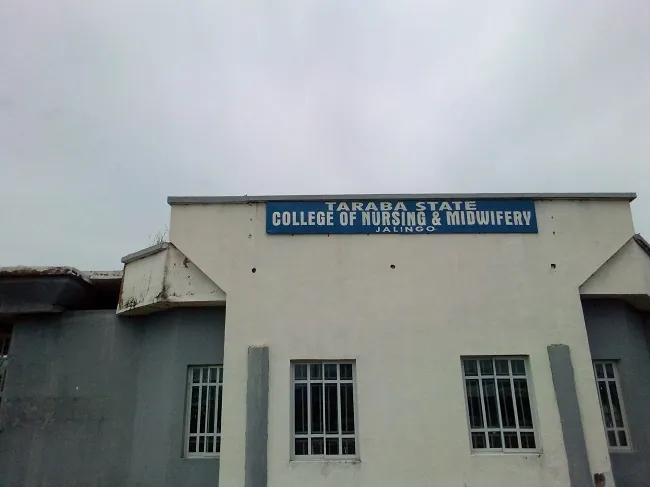 TARABA STATE
COLLEGE OF NURSING & MIDWIFERY
JALINGO